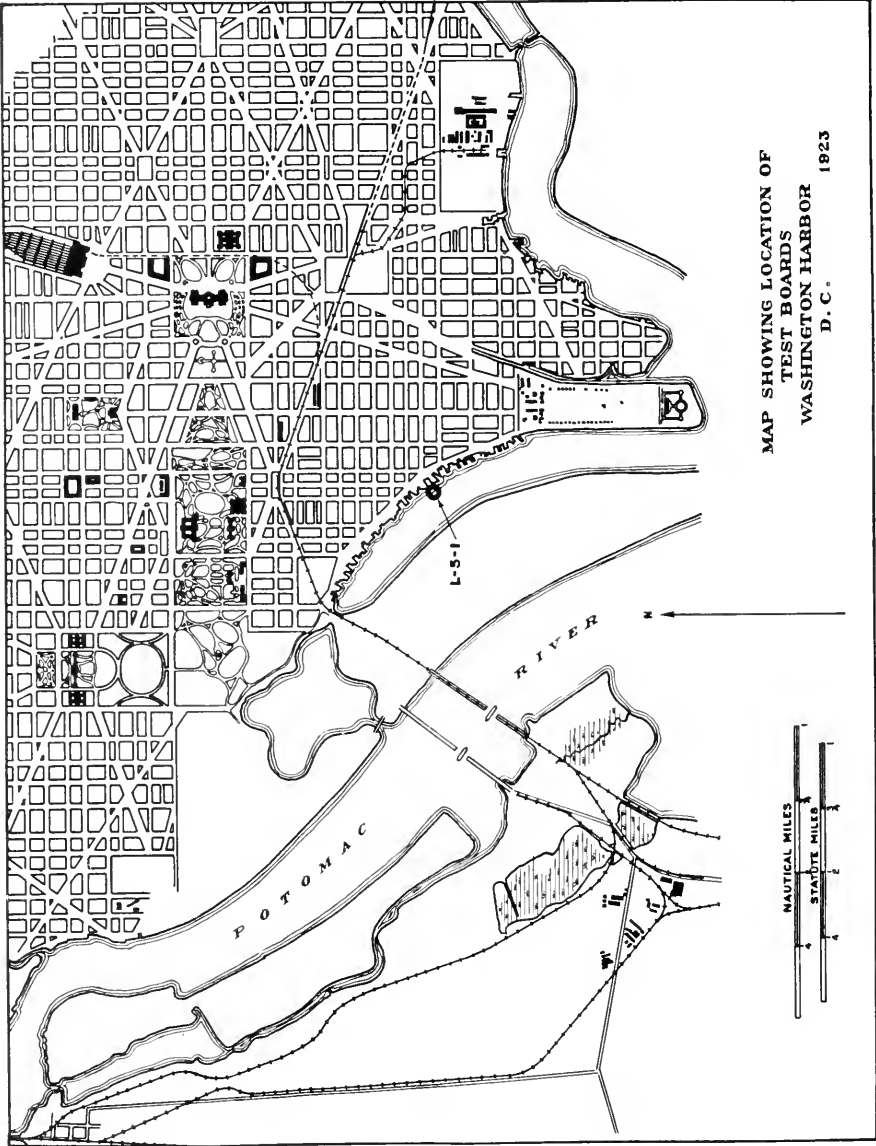 MAP SHOWING LOCATION OF
TEST BOARDS
WASHINGTON HARBOR
D. C. 1923
POTOMAC
RIVER
L-5-1
N
NAUTICAL MILES
STATUTE MILES